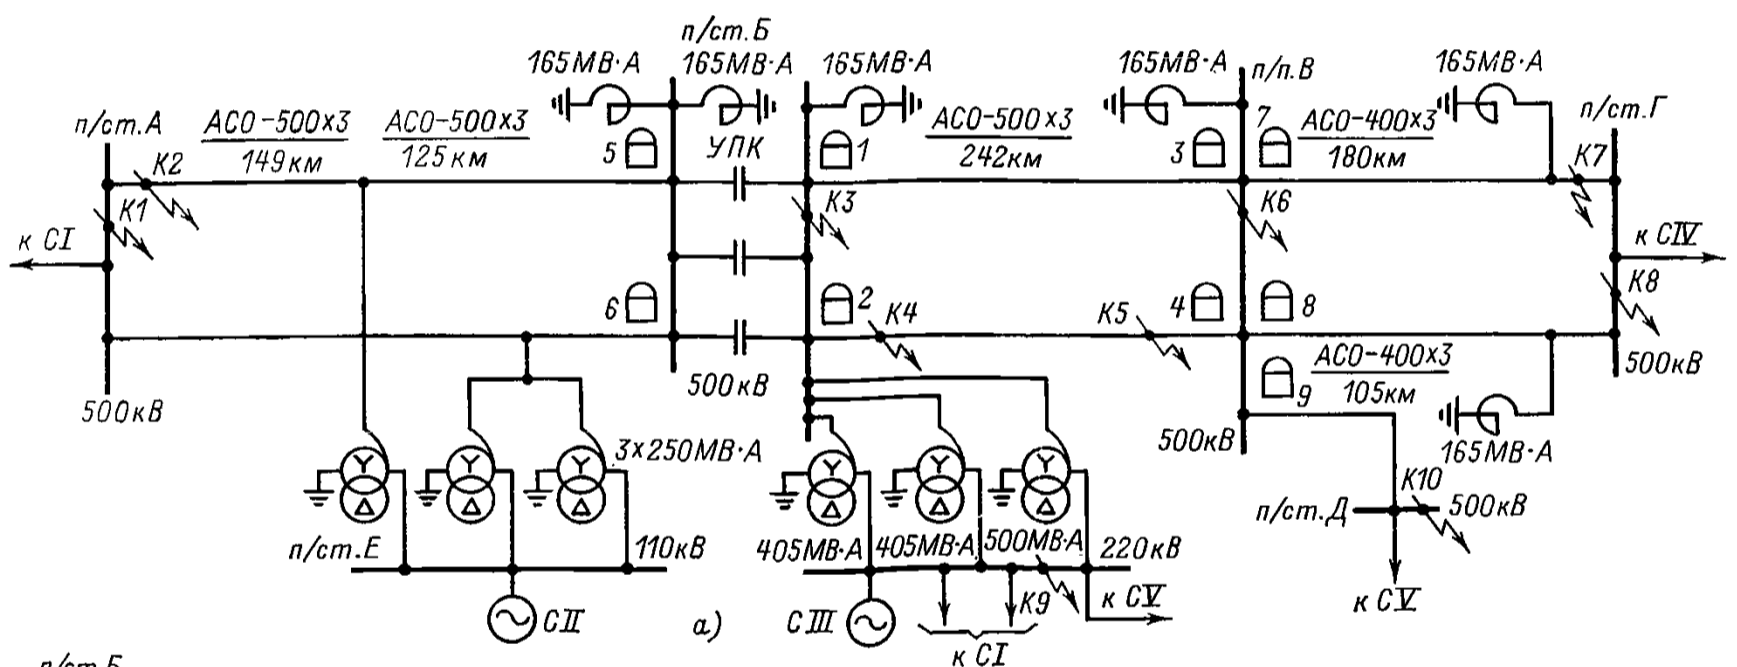 п/ст.Б
165МВ·А 165МВ·А 165МВ·А 165МВ·А п/п.В 165МВ·А
п/ст.А АСО-500х3 АСО-500х3 АСО-500х3 7 АСО-400х3 п/ст.Г
149км 125км 5 УПК 1 242км 3 180км
К2 К7
К1 К3 К6
к СI к СIV
6 2 К4 К5 4 8 К8
500кВ 500кВ 9 АСО-400х3 500кВ
105км
3х250МВ·А 500кВ 165МВ·А
К10
п/ст.Д 500кВ
п/ст.Е 110кВ 405МВ·А 405МВ·А 500МВ·А 220кВ
СII а) СIII К9 к СV к СV
к СI
п/ст.Б